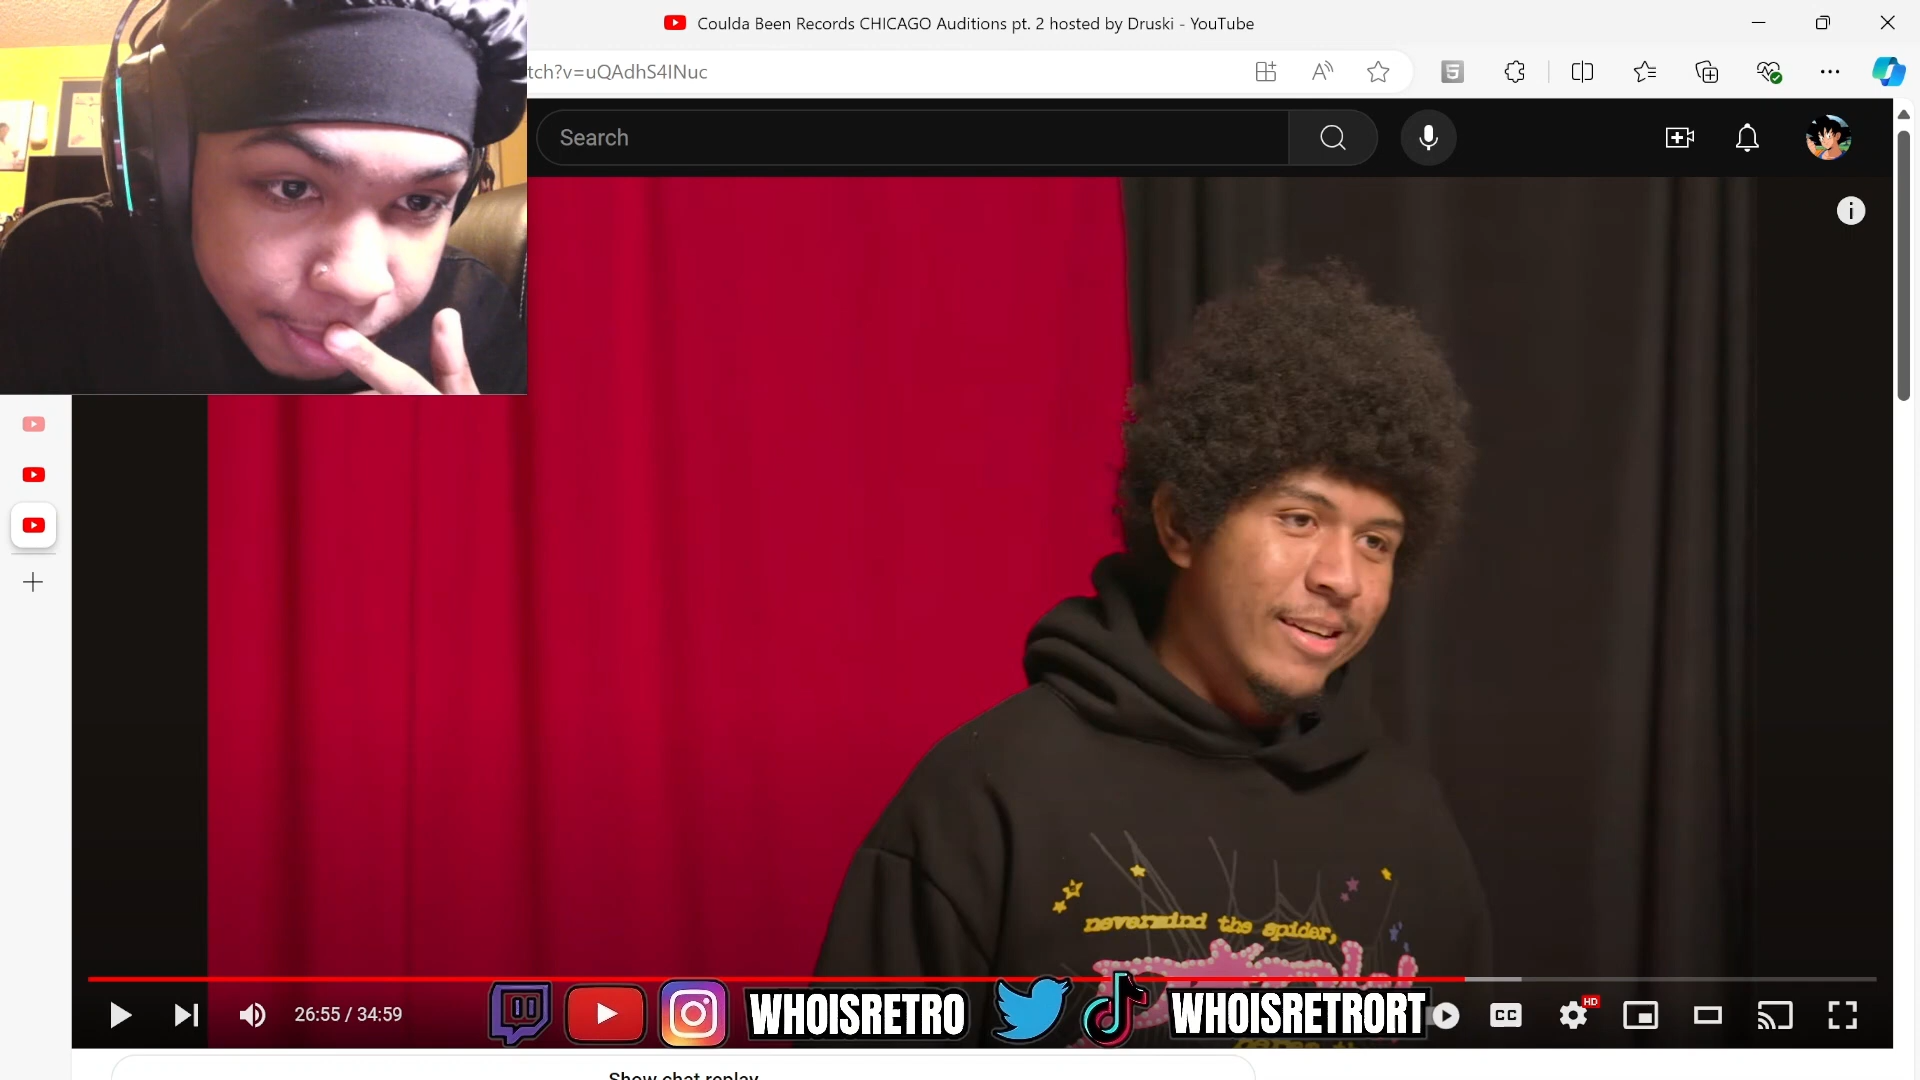 Coulda Been Records CHICAGO Auditions pt. 2 hosted by Druski - YouTube
tch?v=uQAdhS4INuc
Search
nevermind the spider,
26:55 / 34:59
WHOISRETRO
WHOISRETRORT
CC
HD
Show chat replay